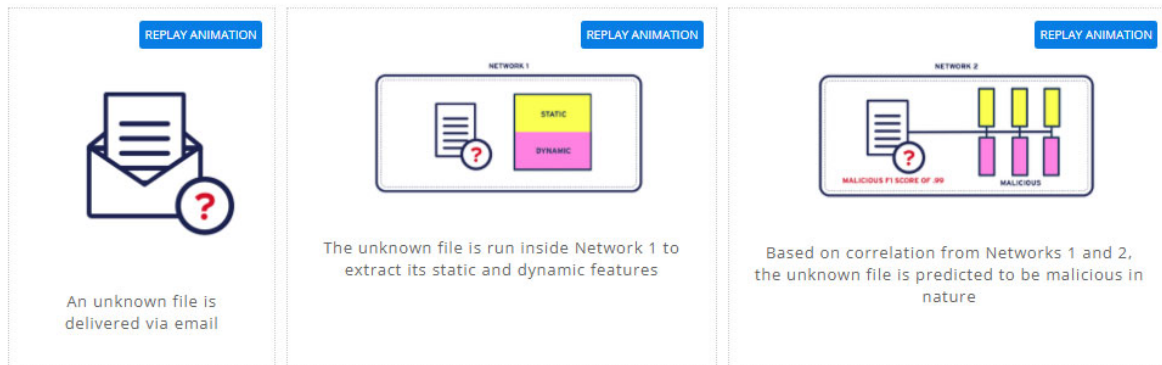 REPLAY ANIMATION
?
An unknown file is
delivered via email
REPLAY ANIMATION
NETWORK 1
STATIC
DYNAMIC
?
The unknown file is run inside Network 1 to
extract its static and dynamic features
REPLAY ANIMATION
NETWORK 2
?
MALICIOUS F1 SCORE OF .99
MALICIOUS
Based on correlation from Networks 1 and 2,
the unknown file is predicted to be malicious in
nature